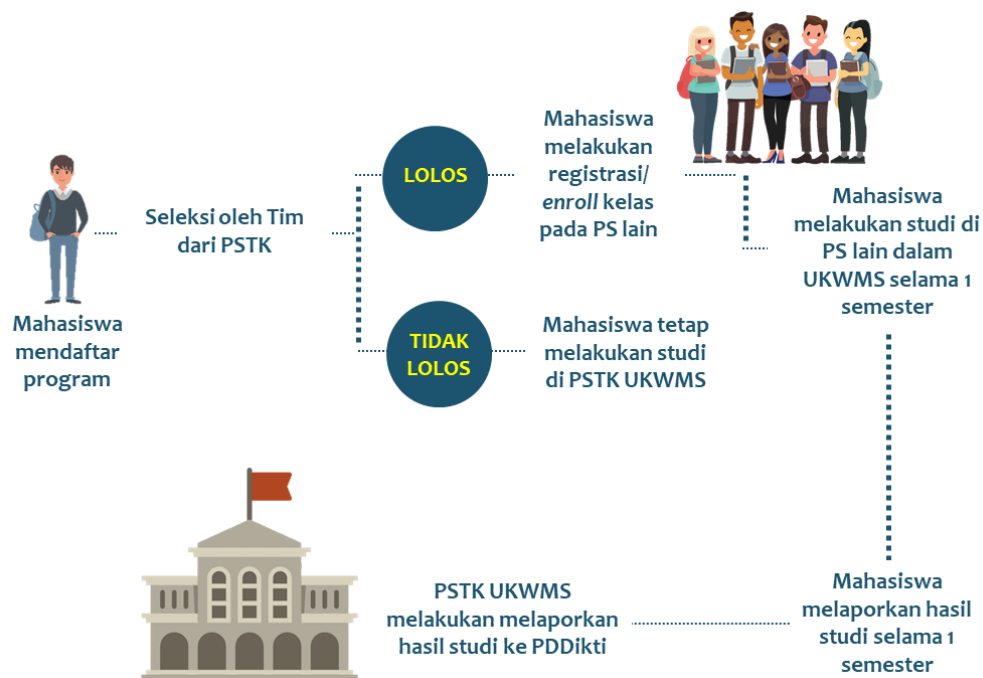 Mahasiswa
mendaftar
program
Seleksi oleh Tim
dari PSTK
LOLOS
Mahasiswa
melakukan
registrasi/
enroll kelas
pada PS lain
TIDAK
LOLOS
Mahasiswa tetap
melakukan studi
di PSTK UKWMS
Mahasiswa
melakukan studi di
PS lain dalam
UKWMS selama 1
semester
Mahasiswa
melaporkan hasil
studi selama 1
semester
PSTK UKWMS
melakukan melaporkan
hasil studi ke PDDikti